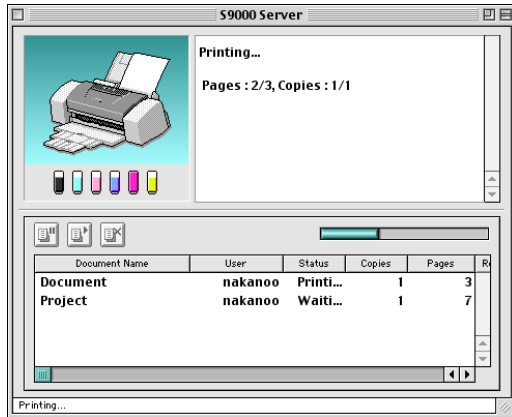 S9000 Server
Printing...
Pages : 2/3, Copies : 1/1
Document Name User Status Copies Pages Re
Document nakanoo Printi... 1 3
Project nakanoo Waiti... 1 7
Printing...